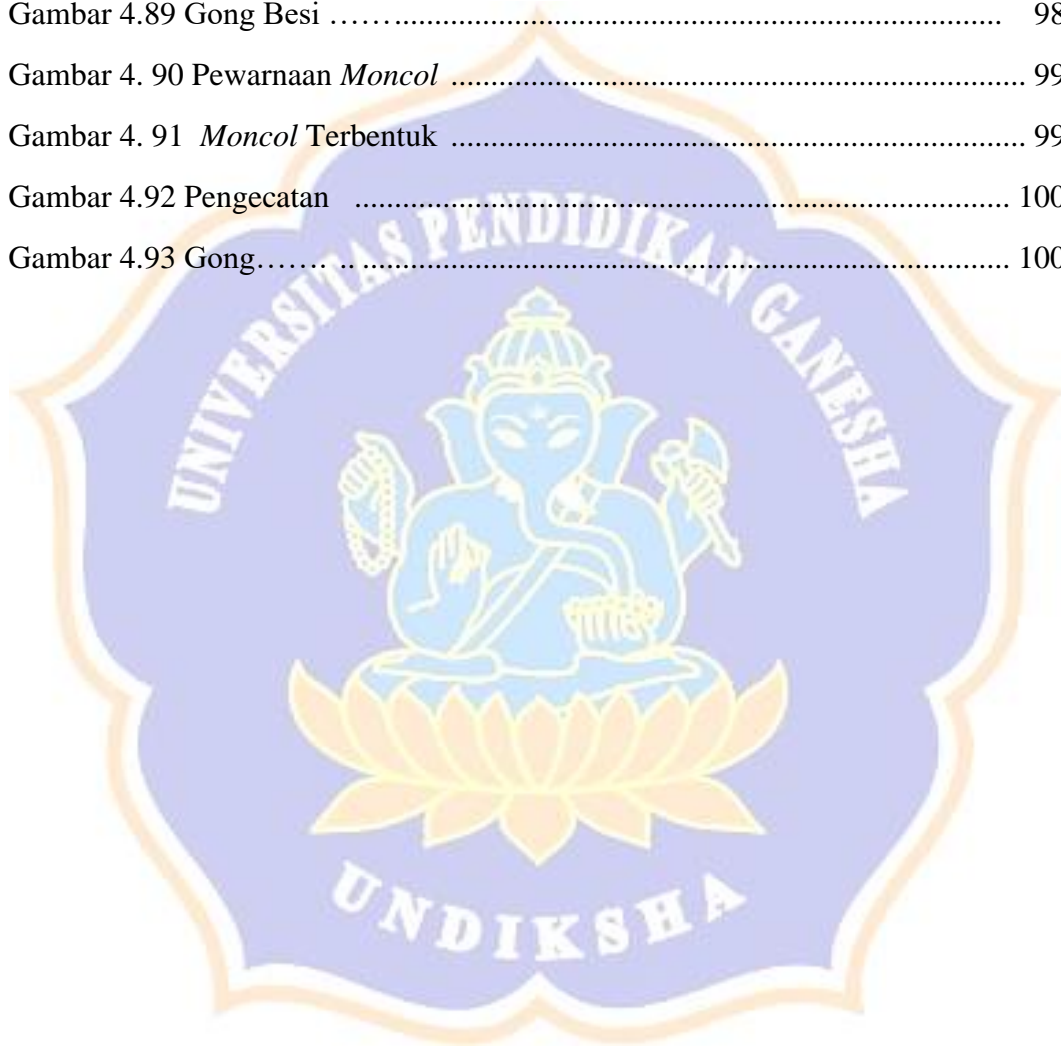 Gambar 4.89 Gong Besi ……............................................................................................ 98
Gambar 4. 90 Pewarnaan Moncol .................................................................................. 99
Gambar 4. 91  Moncol Terbentuk .................................................................................. 99
Gambar 4.92 Pengecatan ............................................................................................. 100
Gambar 4.93 Gong……. .. ............................................................................................ 100
UNIVERSITAS PENDIDIKAN GANESHA
UNDIKSHA